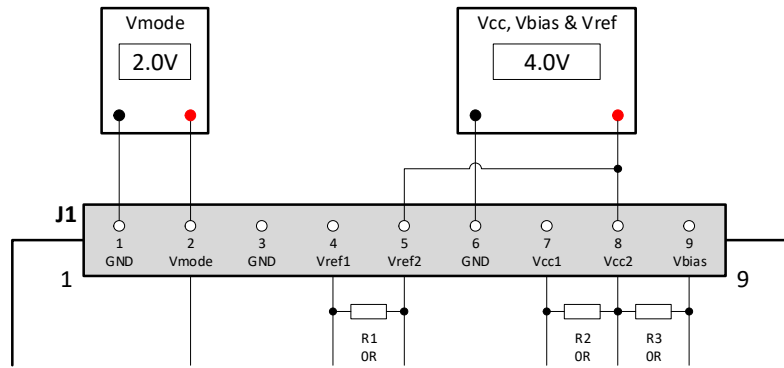 Vmode
2.0V
Vcc, Vbias & Vref
4.0V
J1
1 2 3 4 5 6 7 8 9
GND Vmode GND Vref1 Vref2 GND Vcc1 Vcc2 Vbias
1 9
R1 R2 R3
0R 0R 0R